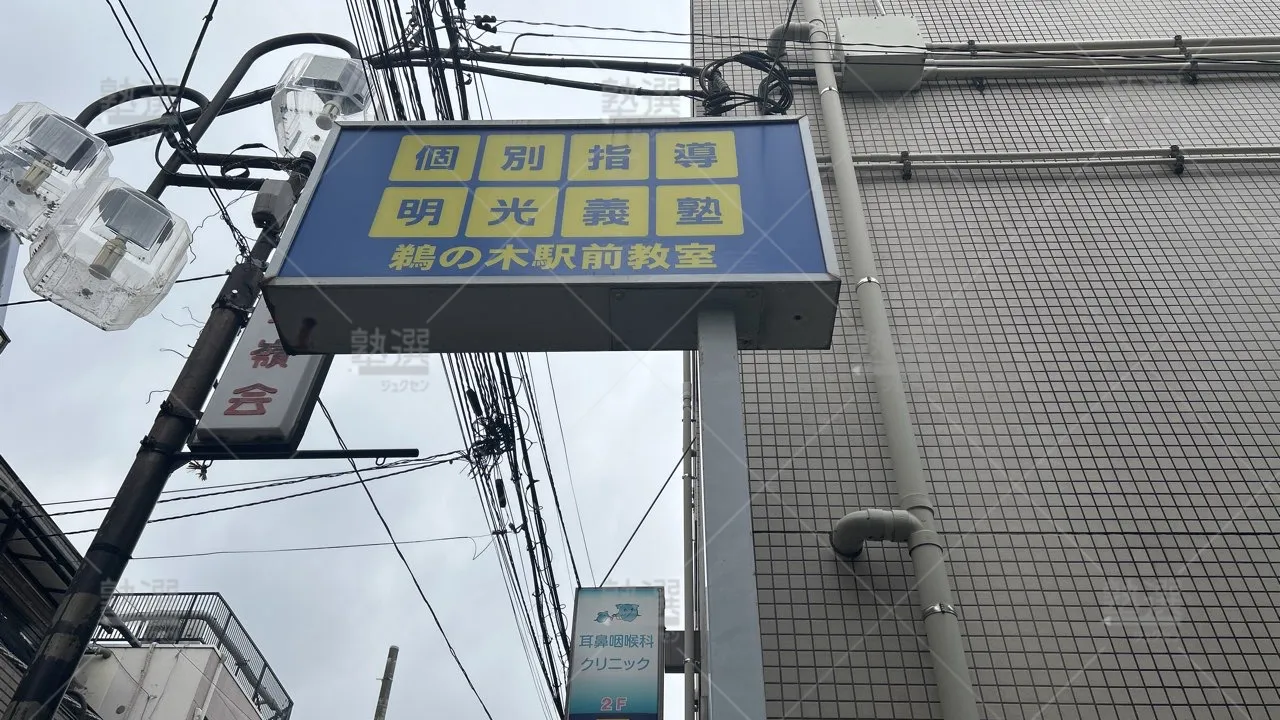 個別指導
明光義塾
鵜の木駅前教室
嶺会
耳鼻咽喉科
クリニック
2F
塾選
ジュクセン